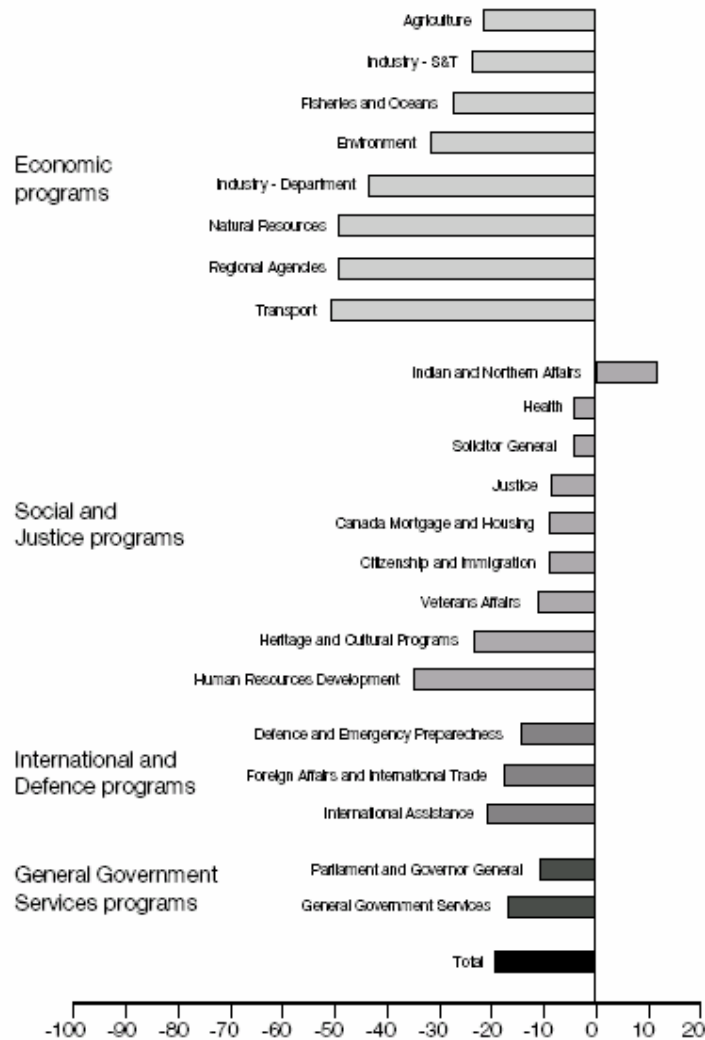 Agriculture
Industry - S&T
Fisheries and Oceans
Environment
Economic
programs
Industry - Department
Natural Resources
Regional Agencies
Transport
Indian and Northern Affairs
Health
Solicitor General
Justice
Social and
Justice programs
Canada Mortgage and Housing
Citizenship and Immigration
Veterans Affairs
Heritage and Cultural Programs
Human Resources Development
Defence and Emergency Preparedness
International and
Defence programs
Foreign Affairs and International Trade
International Assistance
General Government
Services programs
Parliament and Governor General
General Government Services
Total
-100 -90 -80 -70 -60 -50 -40 -30 -20 -10 0 10 20